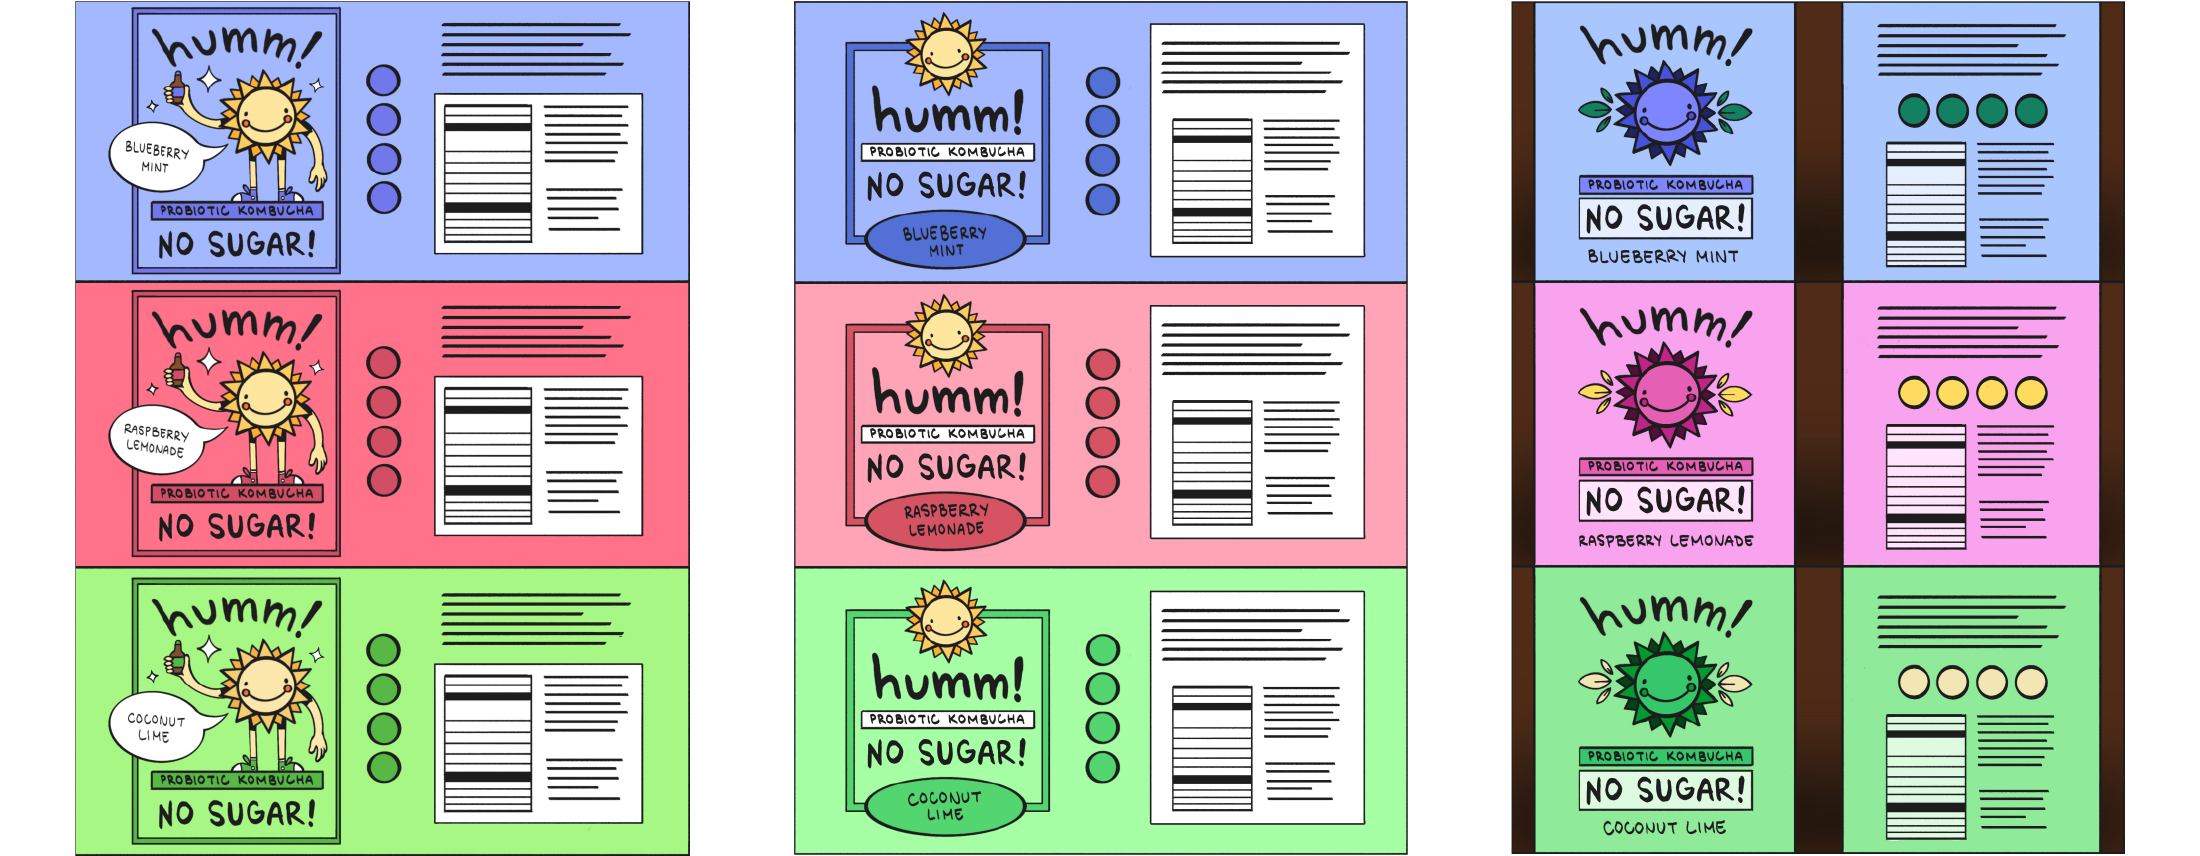 humm!
BLUEBERRY
MINT
PROBIOTIC KOMBUCHA
NO SUGAR!
humm!
RASPBERRY
LEMONADE
PROBIOTIC KOMBUCHA
NO SUGAR!
humm!
COCONUT
LIME
PROBIOTIC KOMBUCHA
NO SUGAR!
humm!
PROBIOTIC KOMBUCHA
NO SUGAR!
BLUEBERRY
MINT
humm!
PROBIOTIC KOMBUCHA
NO SUGAR!
RASPBERRY
LEMONADE
humm!
PROBIOTIC KOMBUCHA
NO SUGAR!
COCONUT
LIME
humm!
PROBIOTIC KOMBUCHA
NO SUGAR!
BLUEBERRY MINT
humm!
PROBIOTIC KOMBUCHA
NO SUGAR!
RASPBERRY LEMONADE
humm!
PROBIOTIC KOMBUCHA
NO SUGAR!
COCONUT LIME